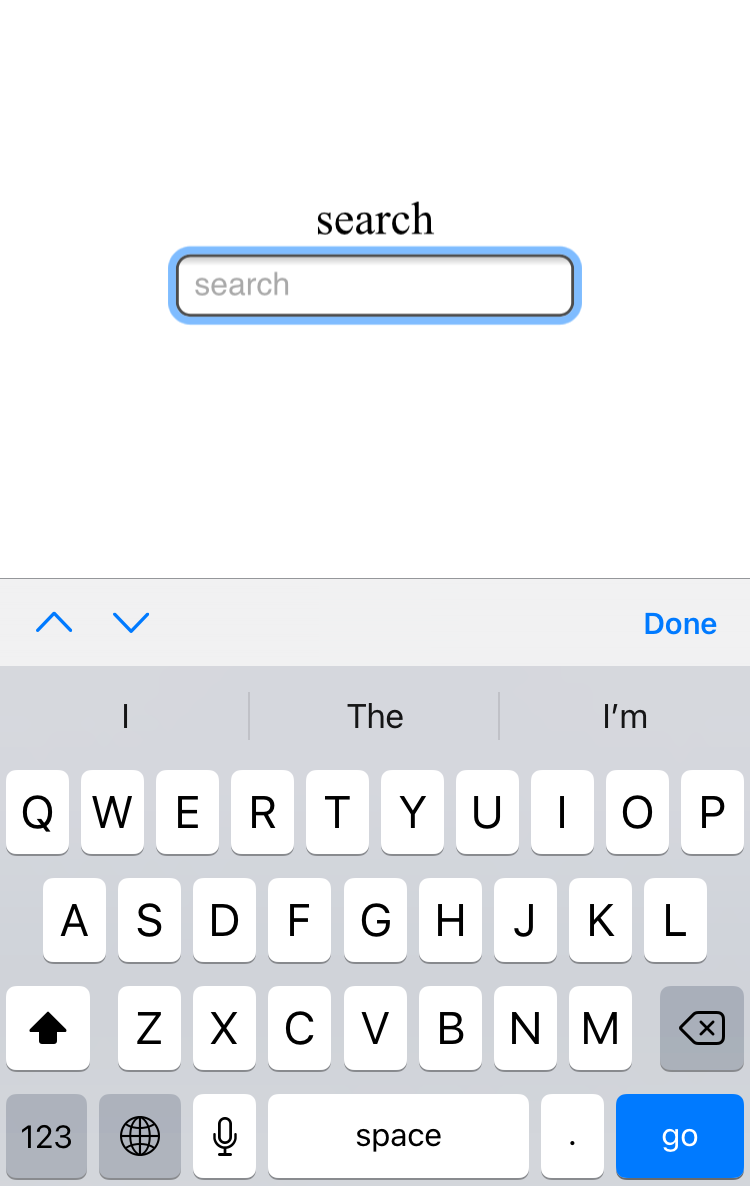 search
search
Done
I The I’m
Q W E R T Y U I O P
A S D F G H J K L
Z X C V B N M
123 space . go